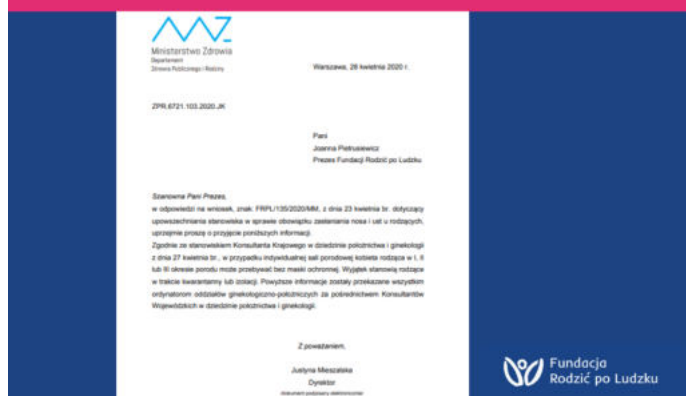 Ministerstwo Zdrowia
Departament
Zdrowia Publicznego i Rodziny
Warszawa, 28 kwietnia 2020 r.
ZPR.6721.103.2020.JK
Pani
Joanna Pietrusiewicz
Prezes Fundacji Rodzić po Ludzku
Szanowna Pani Prezes,
w odpowiedzi na wniosek, znak: FRPL/135/2020/MM, z dnia 23 kwietnia br. dotyczący
upowszechniania stanowiska w sprawie obowiązku zasłaniania nosa i ust u rodzących,
uprzejmie proszę o przyjęcie poniższych informacji.
Zgodnie ze stanowiskiem Konsultanta Krajowego w dziedzinie położnictwa i ginekologii
z dnia 27 kwietnia br., w przypadku indywidualnej sali porodowej kobieta rodząca w I, II
lub III okresie porodu może przebywać bez maski ochronnej. Wyjątek stanowią rodzące
w trakcie kwarantanny lub izolacji. Powyższe informacje zostały przekazane wszystkim
ordynatorom oddziałów ginekologiczno-położniczych za pośrednictwem Konsultantów
Wojewódzkich w dziedzinie położnictwa i ginekologii.
Z poważaniem,
Justyna Mieszalska
Dyrektor
/dokument podpisany elektronicznie/
Fundacja
Rodzić po Ludzku